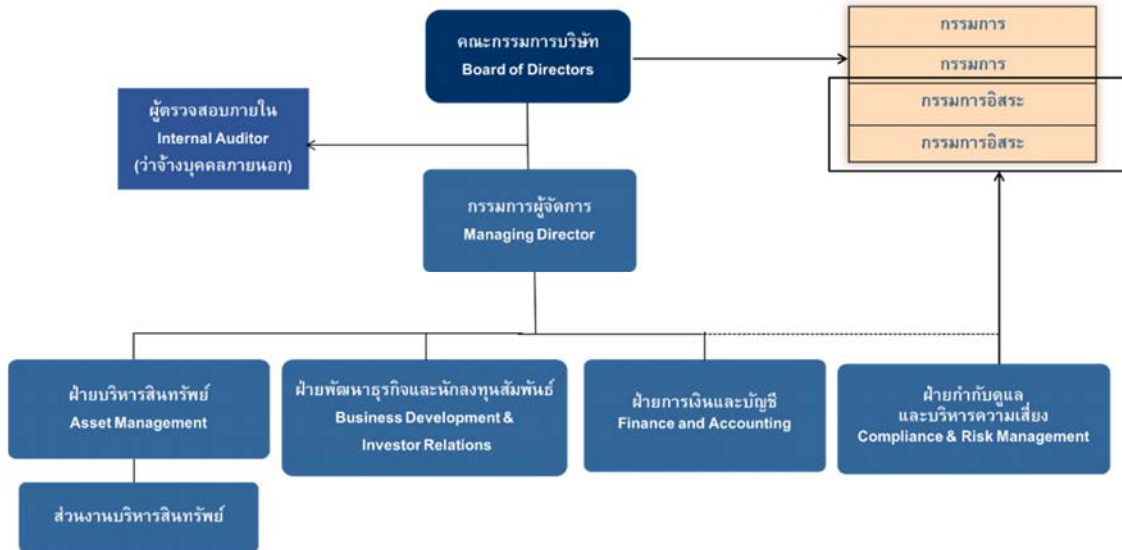 คณะกรรมการบริษัท
Board of Directors
กรรมการ
กรรมการ
กรรมการอิสระ
กรรมการอิสระ
ผู้ตรวจสอบภายใน
Internal Auditor
(ว่าจ้างบุคคลภายนอก)
กรรมการผู้จัดการ
Managing Director
ฝ่ายบริหารสินทรัพย์
Asset Management
ฝ่ายพัฒนาธุรกิจและนักลงทุนสัมพันธ์
Business Development &
Investor Relations
ฝ่ายการเงินและบัญชี
Finance and Accounting
ฝ่ายกำกับดูแล
และบริหารความเสี่ยง
Compliance & Risk Management
ส่วนงานบริหารสินทรัพย์